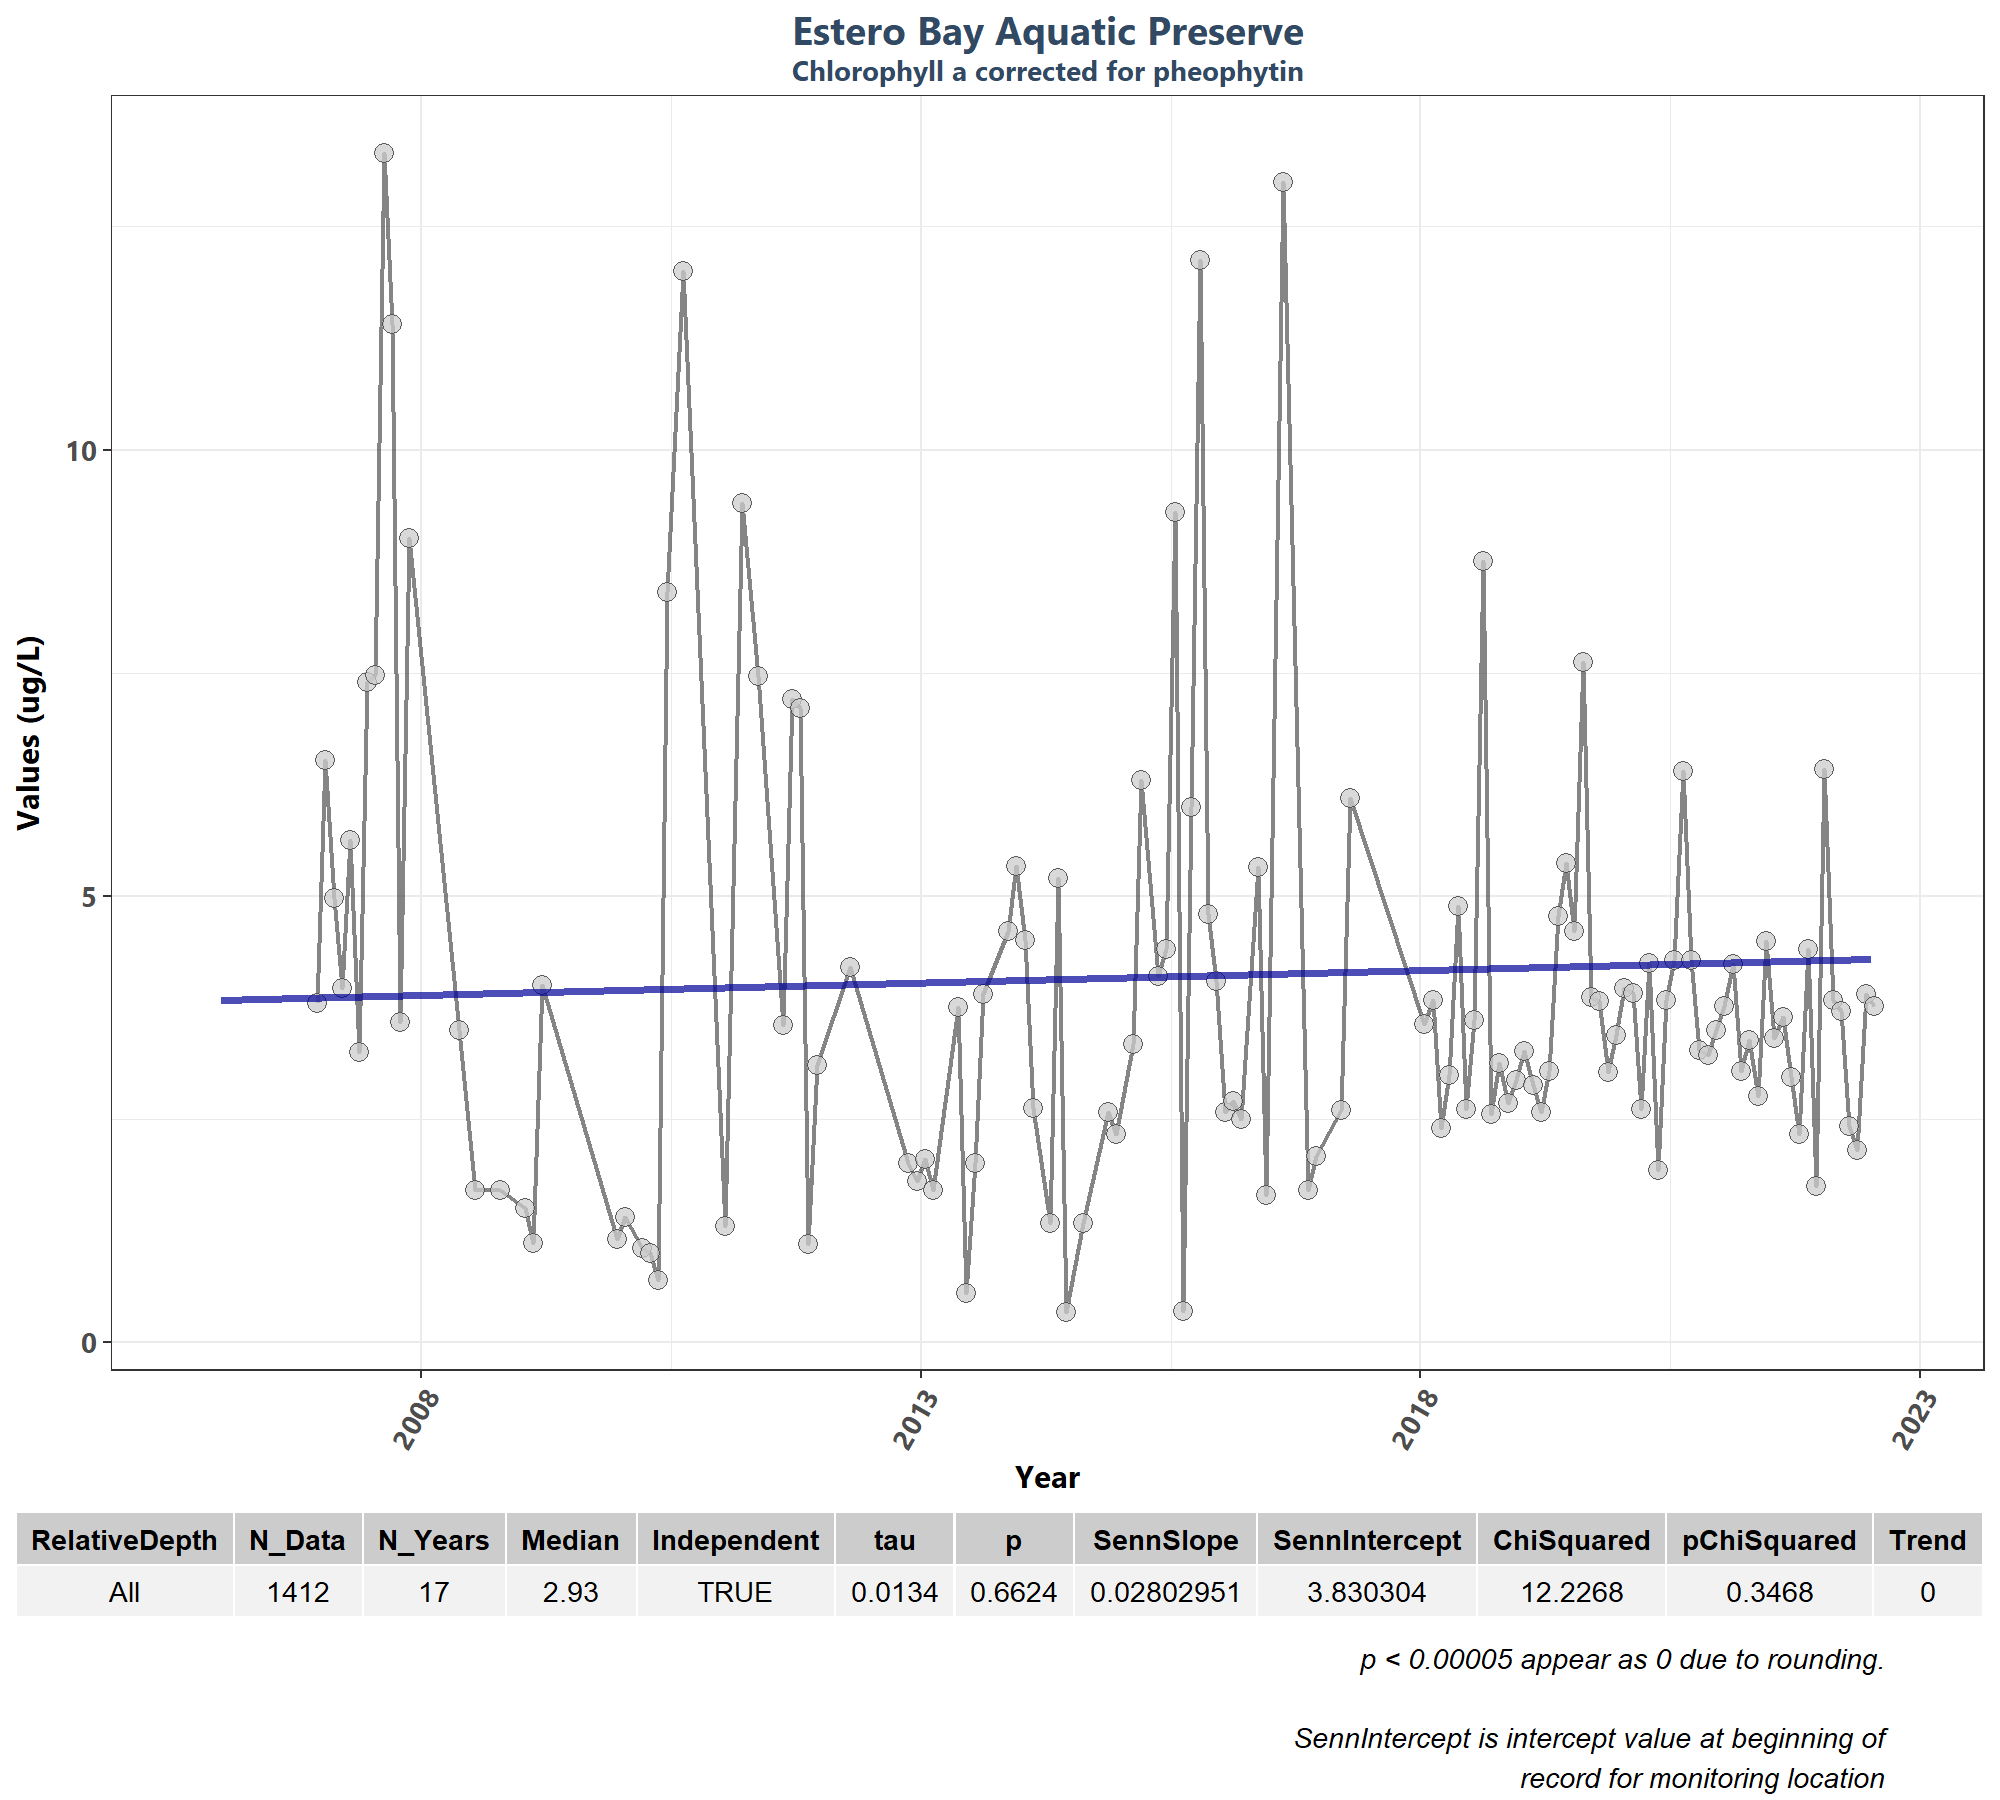 Estero Bay Aquatic Preserve
Chlorophyll a corrected for pheophytin
Values (ug/L)
10
5
0
2008 2013 2018 2023
Year
RelativeDepth N_Data N_Years Median Independent tau p SennSlope SennIntercept ChiSquared pChiSquared Trend
All 1412 17 2.93 TRUE 0.0134 0.6624 0.02802951 3.830304 12.2268 0.3468 0
p < 0.00005 appear as 0 due to rounding.
SennIntercept is intercept value at beginning of
record for monitoring location